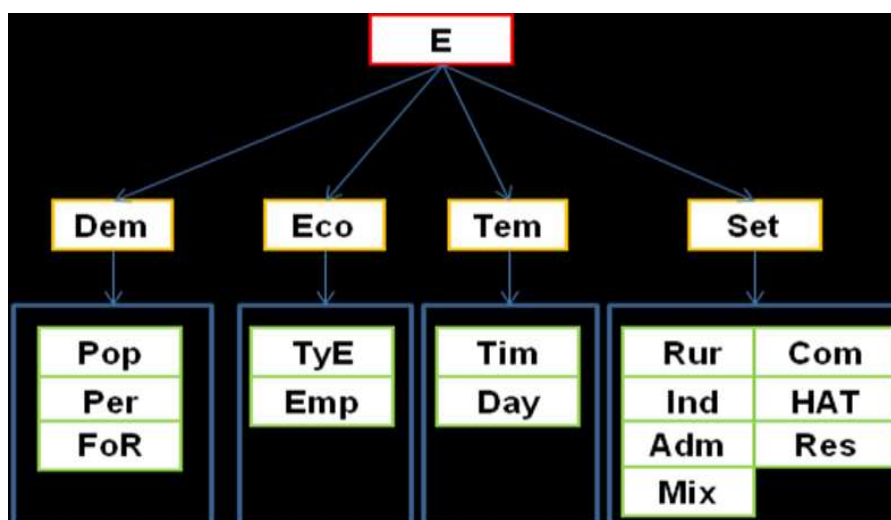 E
Dem Eco Tem Set
Pop TyE Tim Rur Com
Per Emp Day Ind HAT
FoR Adm Res
Mix